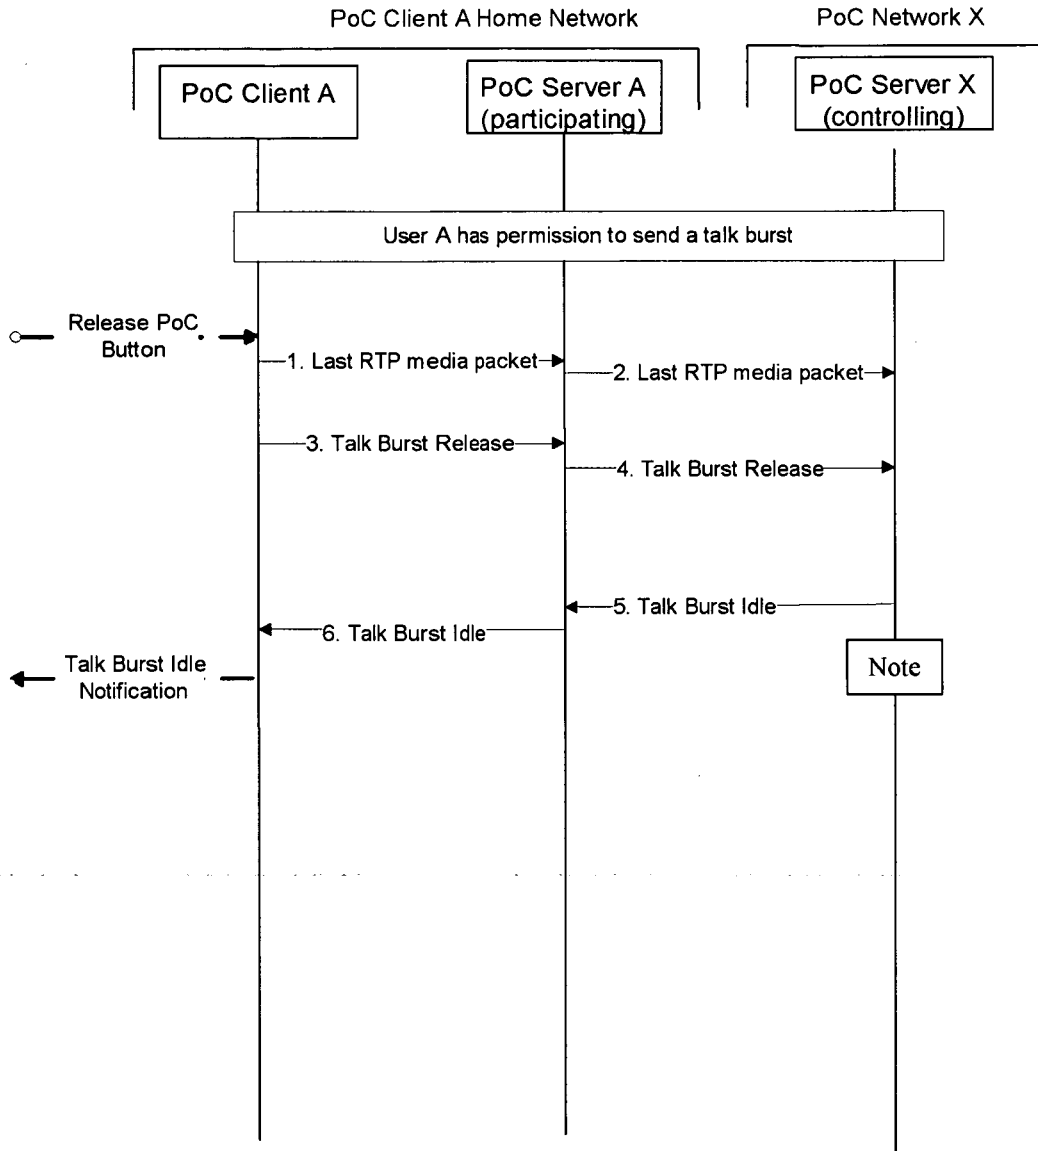 PoC Client A Home Network
PoC Network X
PoC Client A
PoC Server A
(participating)
PoC Server X
(controlling)
User A has permission to send a talk burst
Release PoC
Button
1. Last RTP media packet
2. Last RTP media packet
3. Talk Burst Release
4. Talk Burst Release
5. Talk Burst Idle
6. Talk Burst Idle
Talk Burst Idle
Notification
Note